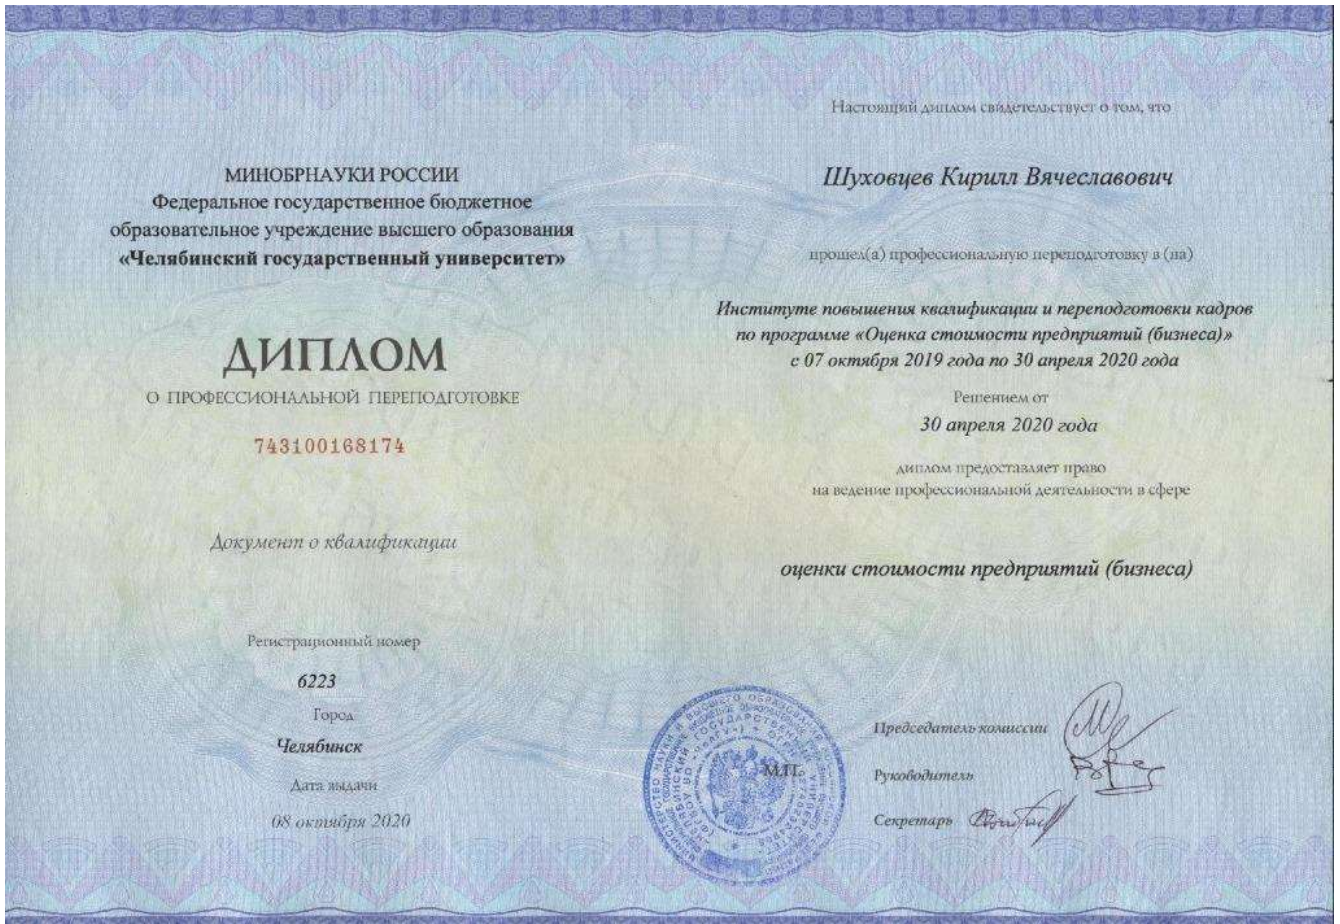 МИНОБРНАУКИ РОССИИ
Федеральное государственное бюджетное
образовательное учреждение высшего образования
«Челябинский государственный университет»
ДИПЛОМ
О ПРОФЕССИОНАЛЬНОЙ ПЕРЕПОДГОТОВКЕ
743100168174
Документ о квалификации
Регистрационный номер
6223
Город
Челябинск
Дата выдачи
08 октября 2020
Настоящий диплом свидетельствует о том, что
Шуховцев Кирилл Вячеславович
прошел(а) профессиональную переподготовку в (на)
Институте повышения квалификации и переподготовки кадров
по программе «Оценка стоимости предприятий (бизнеса)»
с 07 октября 2019 года по 30 апреля 2020 года
Решением от
30 апреля 2020 года
диплом предоставляет право
на ведение профессиональной деятельности в сфере
оценки стоимости предприятий (бизнеса)
М.П.
Председатель комиссии
Руководитель
Секретарь